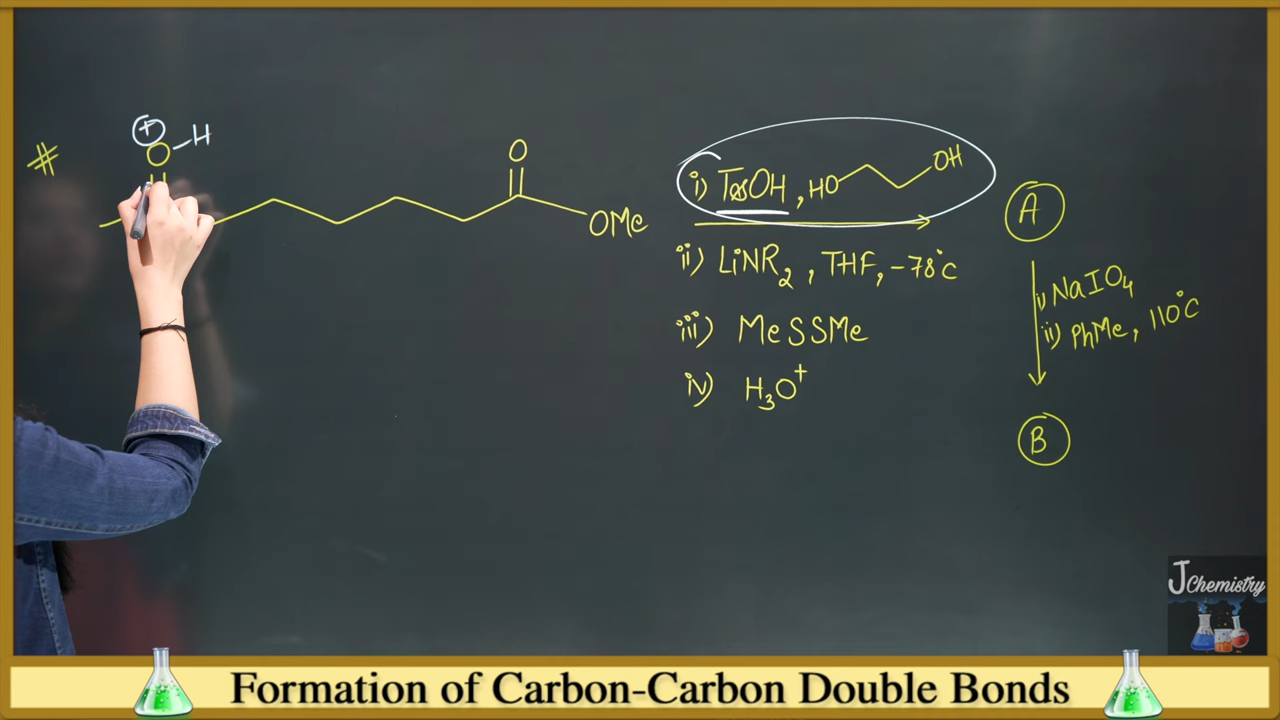 #
⊕
O-H
O
OMe
i) TsOH, HO OH
ii) LiNR2, THF, -78°C
iii) MeSSMe
iv) H3O+
A
i) NaIO4
ii) PhMe, 110°C
B
J Chemistry
Formation of Carbon-Carbon Double Bonds